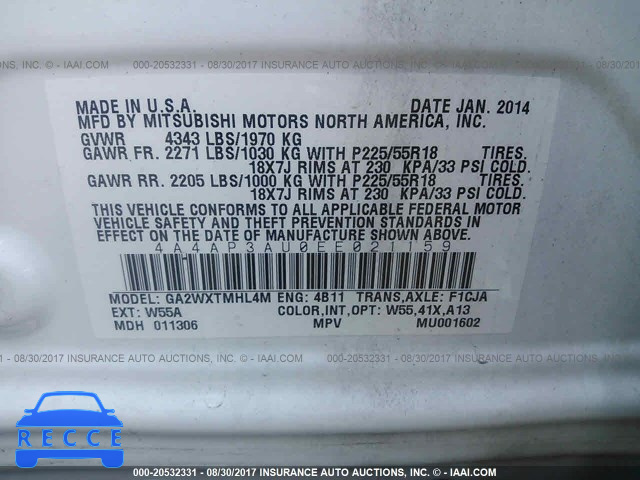 000-20532331 - 08/30/2017 INSURANCE AUTO AUCTIONS, INC. - IAAI.COM
AUCTIONS, INC. - IAAI.COM 000-20532331 - 08/30/2017 INSURANCE AUTO AUCTIONS, INC. - IAAI.COM
MADE IN U.S.A. DATE JAN. 2014
MFD BY MITSUBISHI MOTORS NORTH AMERICA, INC.
GVWR 4343 LBS/1970 KG
GAWR FR. 2271 LBS/1030 KG WITH P225/55R18 TIRES.
18X7J RIMS AT 230 KPA/33 PSI COLD.
GAWR RR. 2205 LBS/1000 KG WITH P225/55R18 TIRES.
18X7J RIMS AT 230 KPA/33 PSI COLD.
THIS VEHICLE CONFORMS TO ALL APPLICABLE FEDERAL MOTOR
VEHICLE SAFETY AND THEFT PREVENTION STANDARDS IN
EFFECT ON THE DATE OF MANUFACTURE SHOWN ABOVE.
4A4AP3AU0EE021159
MODEL: GA2WXTMHL4M ENG: 4B11 TRANS,AXLE: F1CJA
EXT: W55A COLOR,INT,OPT: W55,41X,A13
MDH 011306 MPV MU001602
AUCTIONS, INC. - IAAI.COM 000-20532331 - 08/30/2017 INSURANCE AUTO AUCTIONS, INC. - IAAI.COM
RECCE
000-20532331 - 08/30/2017 INSURANCE AUTO AUCTIONS, INC. - IAAI.COM